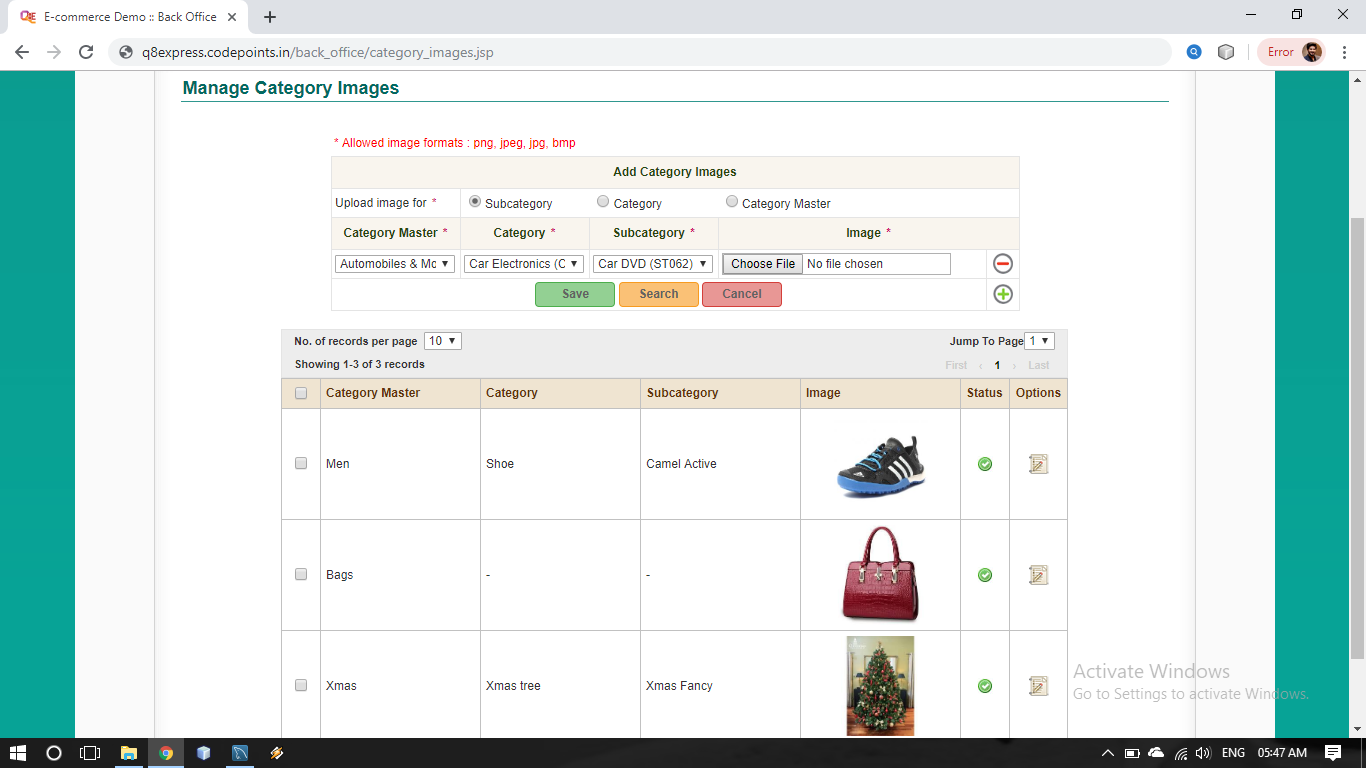 E-commerce Demo :: Back Office
q8express.codepoints.in/back_office/category_images.jsp
Error
Manage Category Images
* Allowed image formats : png, jpeg, jpg, bmp
Add Category Images
Upload image for * Subcategory Category Category Master
Category Master * Category * Subcategory * Image *
Automobiles & Mo Car Electronics (C Car DVD (ST062) Choose File No file chosen
Save Search Cancel
No. of records per page 10 Jump To Page 1
Showing 1-3 of 3 records First ‹ 1 › Last
Category Master Category Subcategory Image Status Options
Men Shoe Camel Active
Bags - -
Xmas Xmas tree Xmas Fancy
Activate Windows
Go to Settings to activate Windows.
ENG 05:47 AM